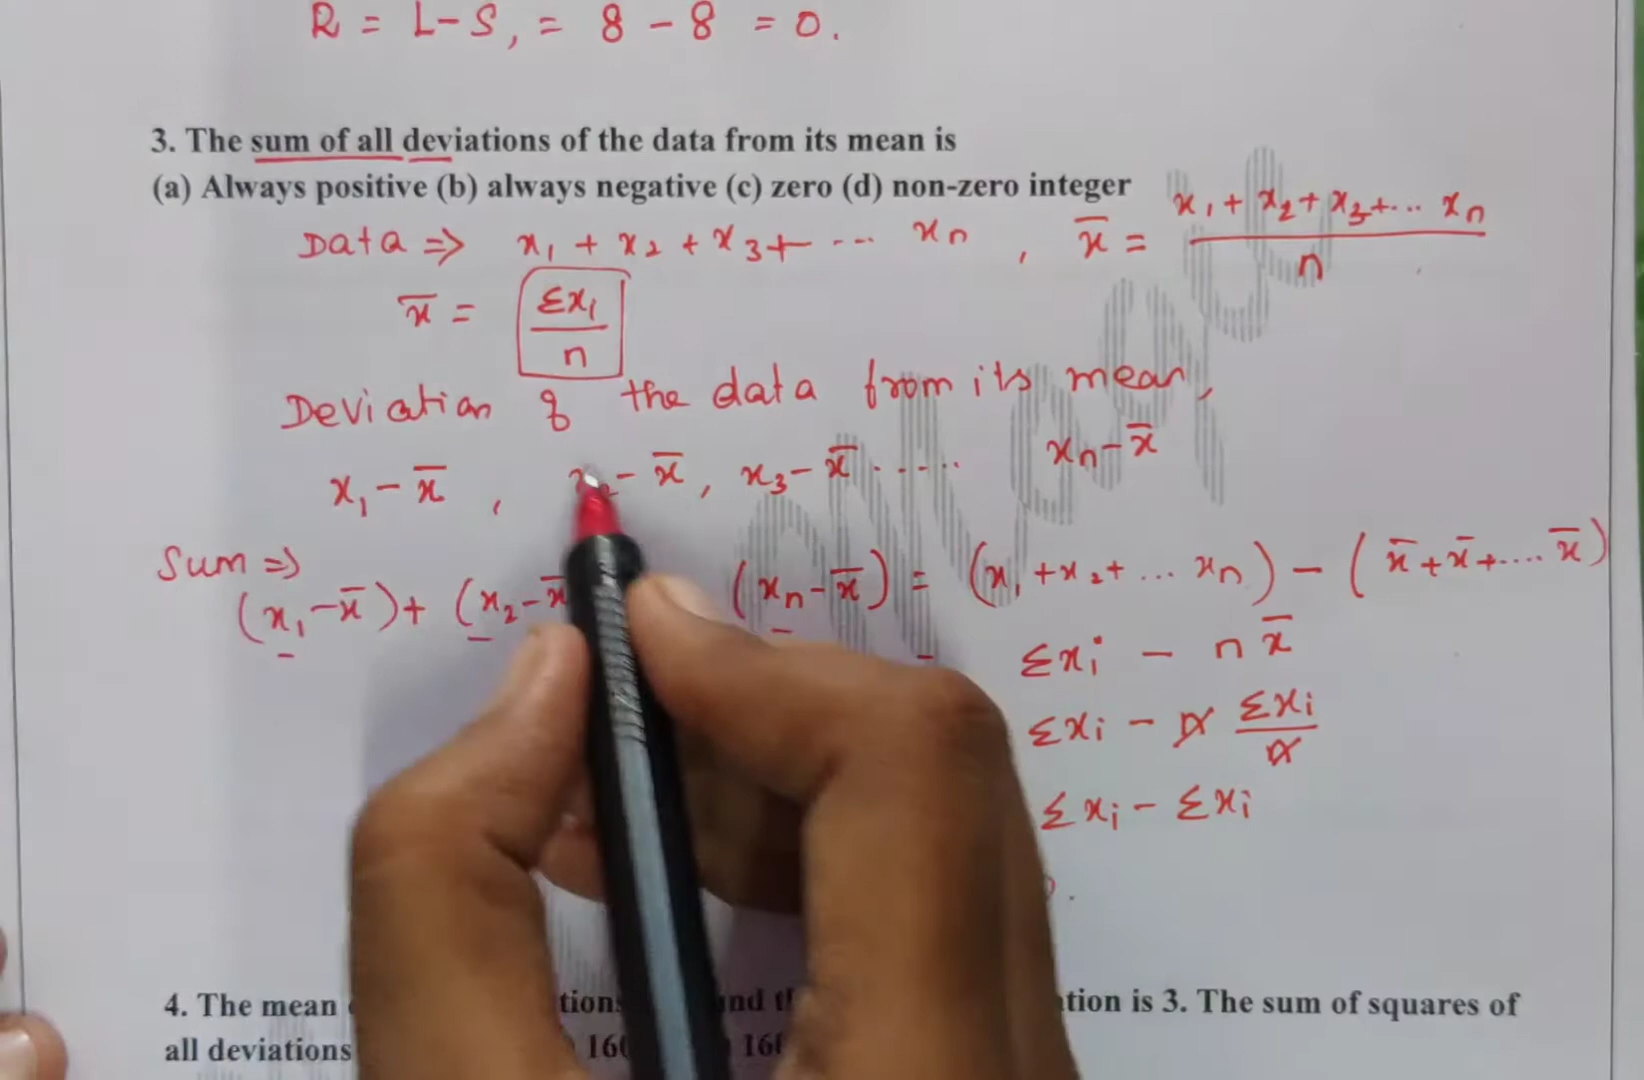 R = L-S, = 8 - 8 = 0.
3. The sum of all deviations of the data from its mean is
(a) Always positive (b) always negative (c) zero (d) non-zero integer
Data ⇒ x₁ + x₂ + x₃ + ... xₙ , x̄ = (x₁ + x₂ + x₃ + ... xₙ) / n
x̄ = Σx₁ / n
Deviation of the data from its mean,
x₁ - x̄ , x₂ - x̄ , x₃ - x̄ ..... xₙ - x̄
Sum ⇒
(x₁ - x̄) + (x₂ - x̄ (xₙ - x̄) = (x₁ + x₂ + ... xₙ) - (x̄ + x̄ + .... x̄)
Σxᵢ - n x̄
Σxᵢ - n Σxᵢ / n
Σxᵢ - Σxᵢ
4. The mean tion is 3. The sum of squares of
all deviations